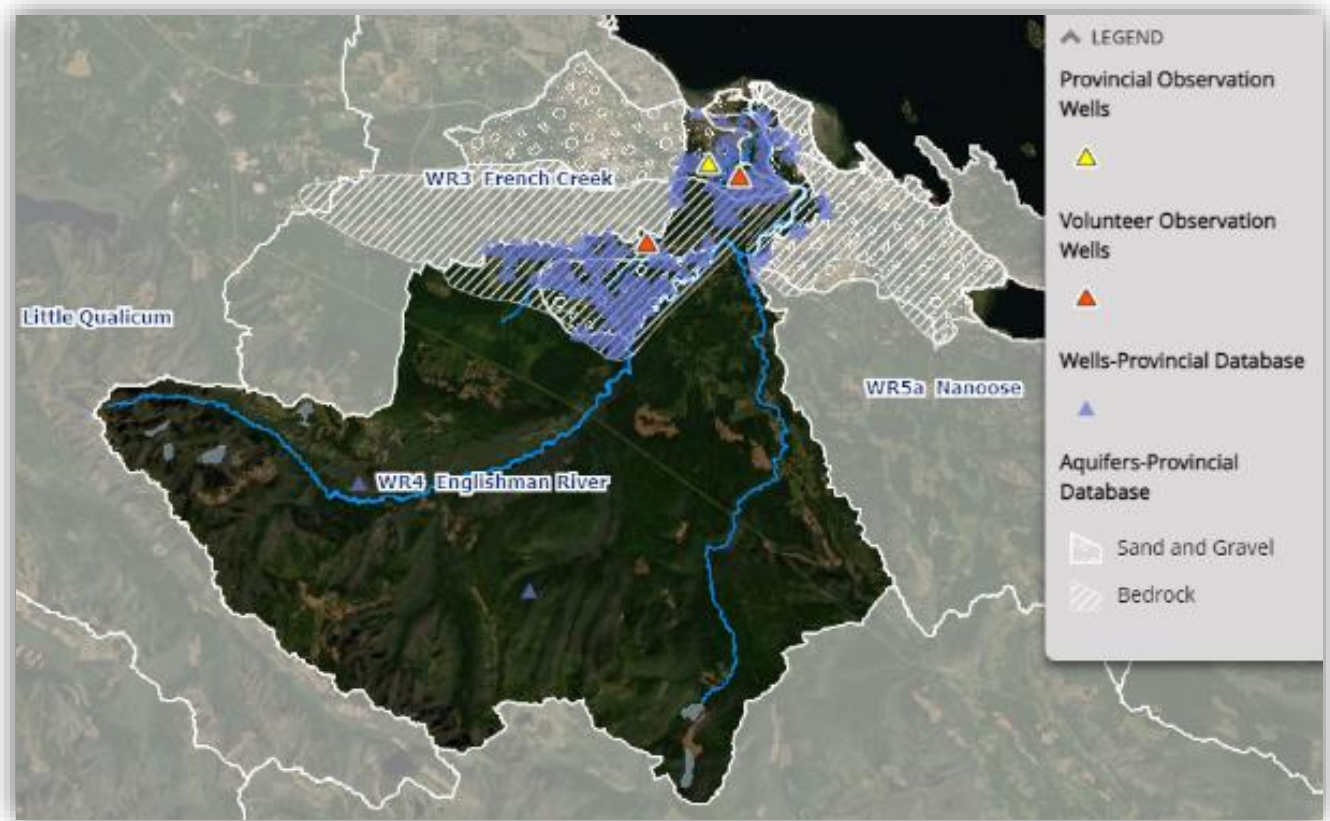 LEGEND
Provincial Observation
Wells
Volunteer Observation
Wells
Wells-Provincial Database
Aquifers-Provincial
Database
Sand and Gravel
Bedrock
WR3 French Creek
Little Qualicum
WR5a Nanoose
WR4 Englishman River